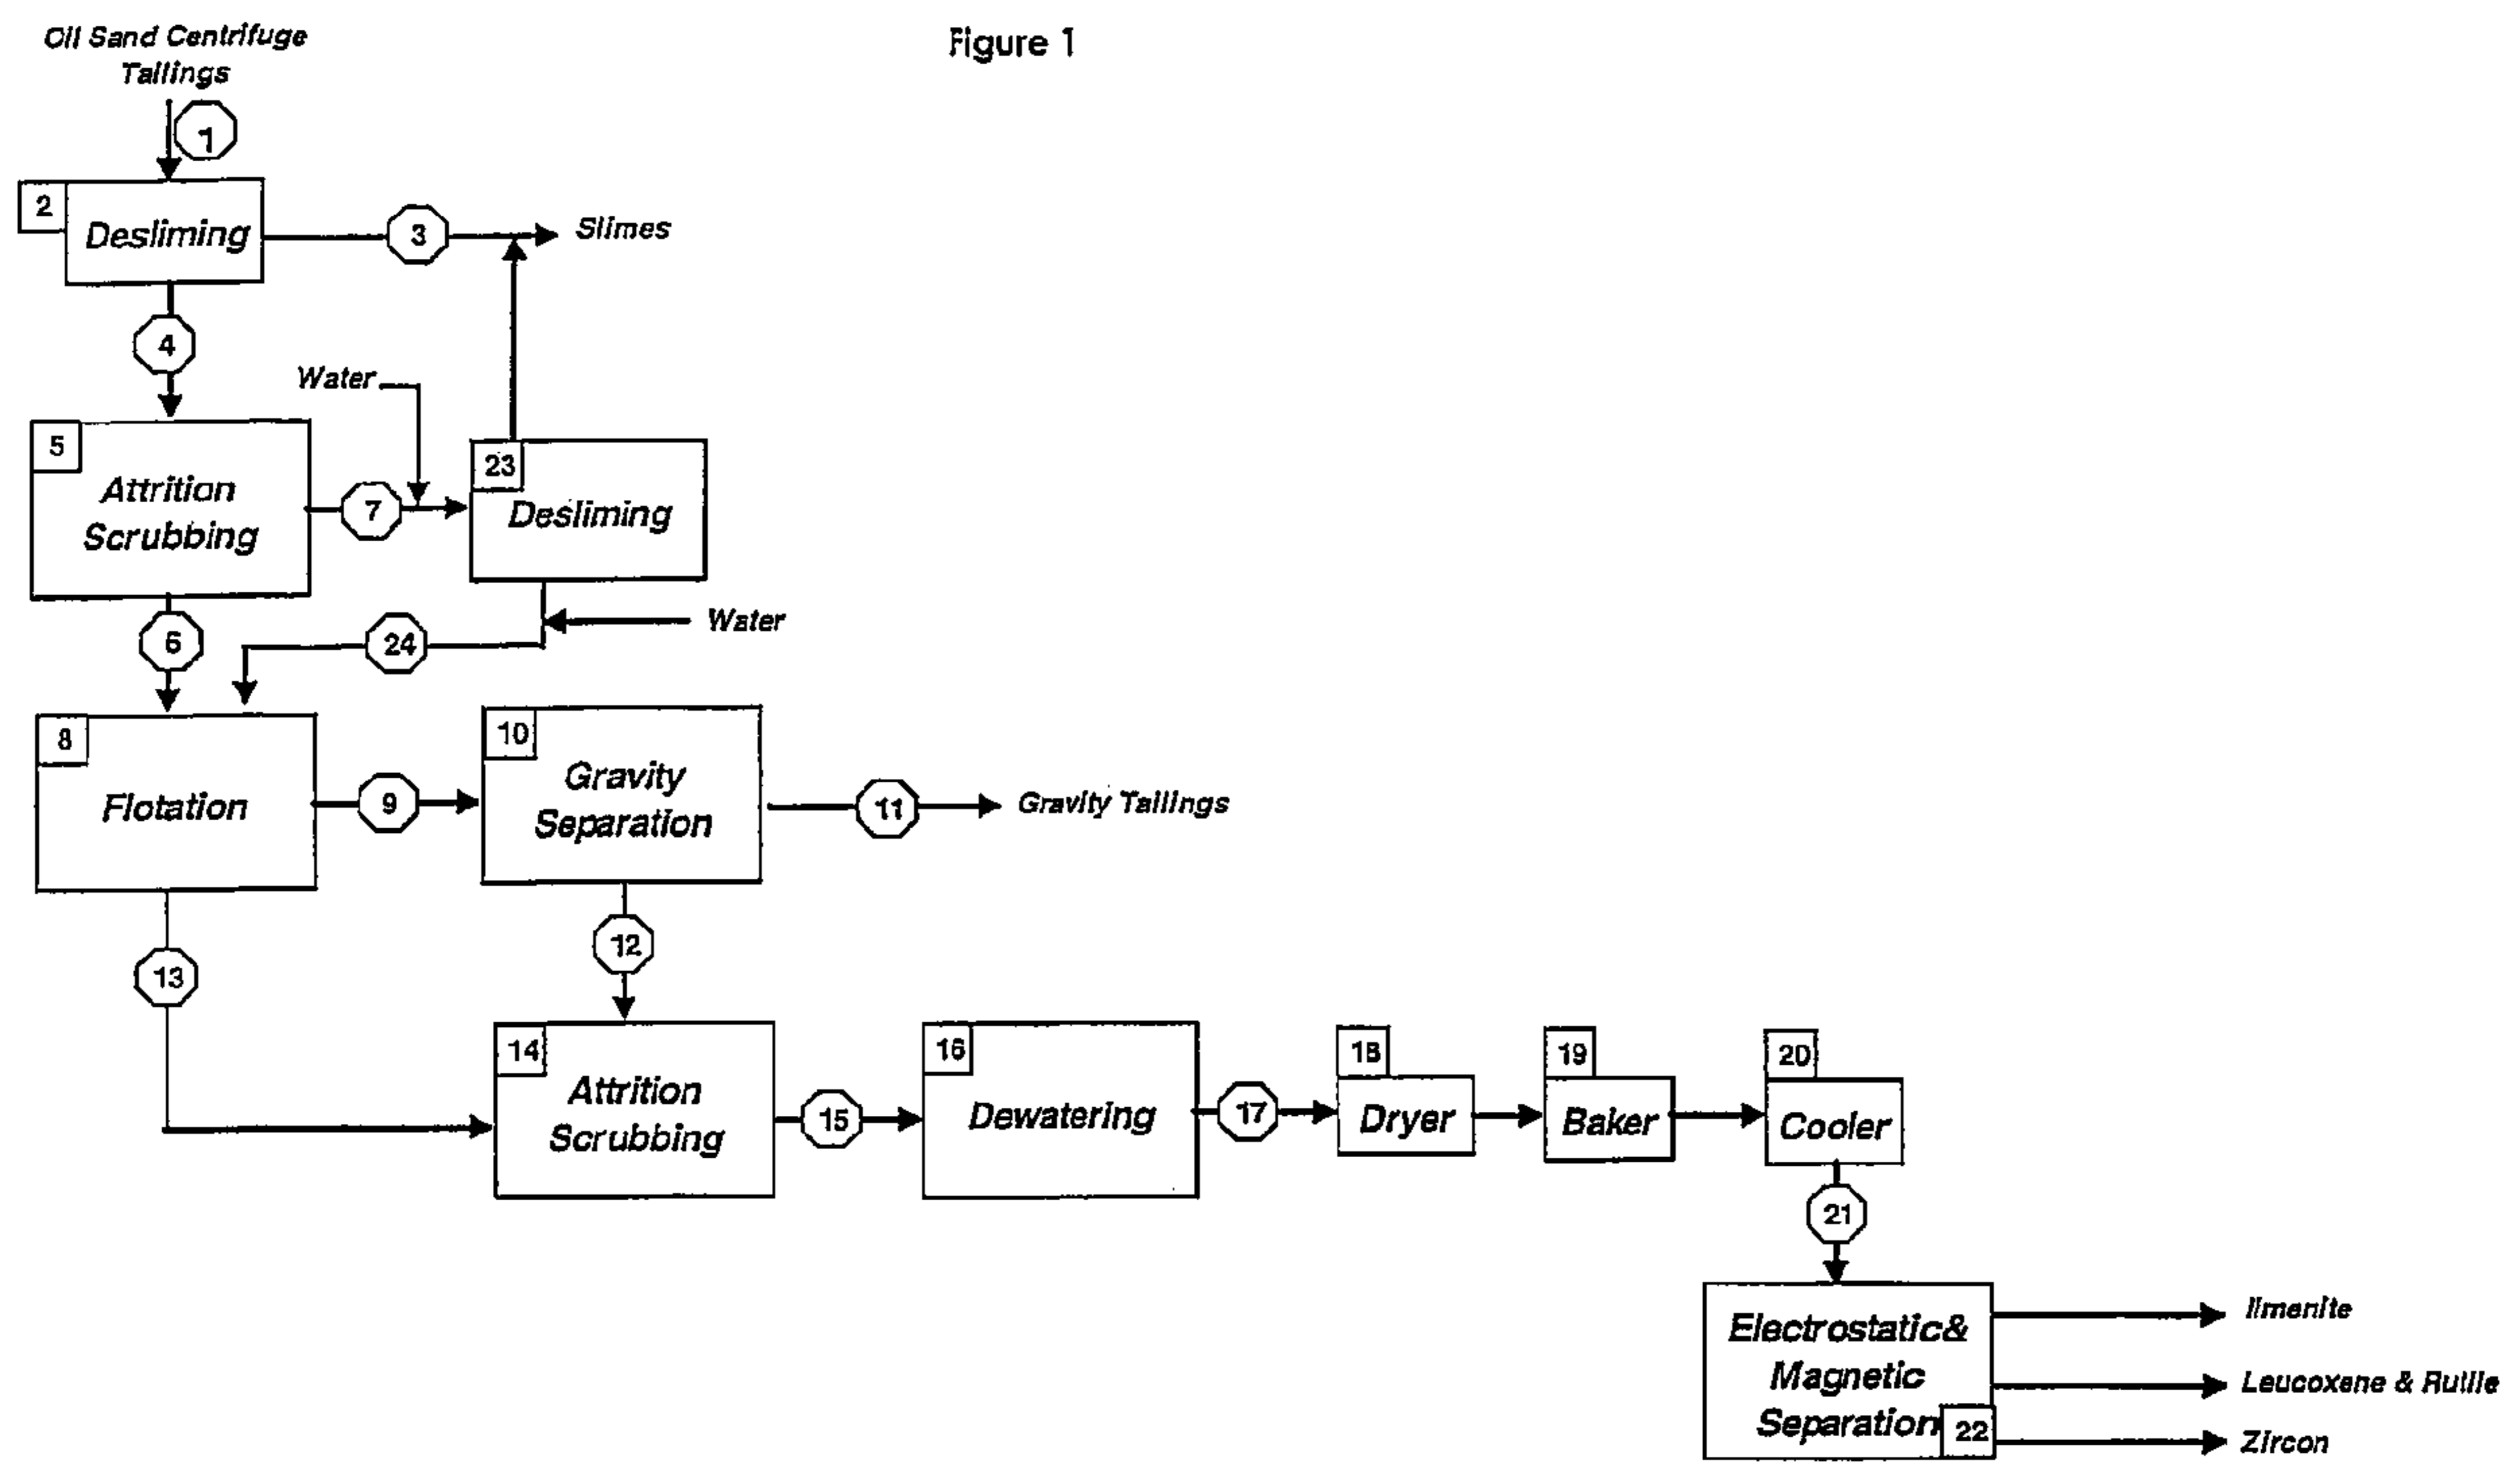 Figure 1
Oil Sand Centrifuge
Tailings
1
2
Desliming
3
Slimes
4
Water
5
Attrition
Scrubbing
7
23
Desliming
6
24
Water
8
Flotation
9
10
Gravity
Separation
11
Gravity Tailings
12
13
14
Attrition
Scrubbing
15
16
Dewatering
17
18
Dryer
19
Baker
20
Cooler
21
Electrostatic&
Magnetic
Separation
22
Ilmenite
Leucoxene & Rutile
Zircon